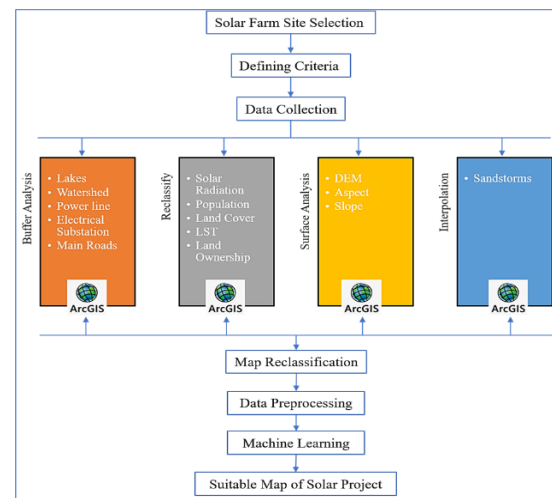 Solar Farm Site Selection
Defining Criteria
Data Collection
Buffer Analysis
• Lakes
• Watershed
• Power line
• Electrical
Substation
• Main Roads
ArcGIS
Reclassify
• Solar
Radiation
• Population
• Land Cover
• LST
• Land
Ownership
ArcGIS
Surface Analysis
• DEM
• Aspect
• Slope
ArcGIS
Interpolation
• Sandstorms
ArcGIS
Map Reclassification
Data Preprocessing
Machine Learning
Suitable Map of Solar Project